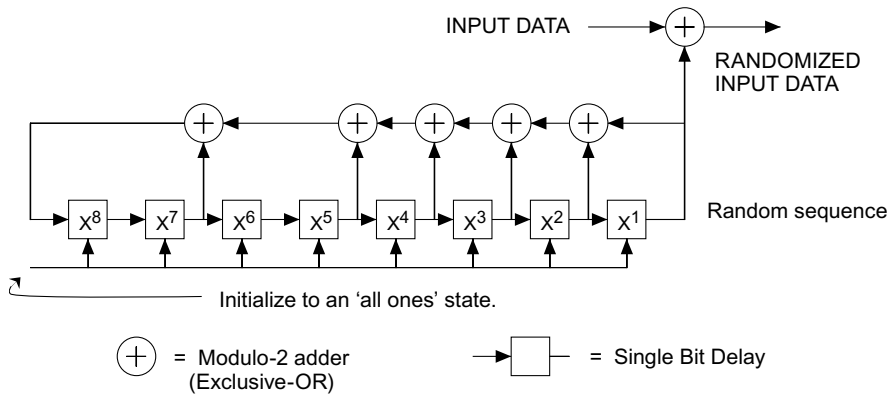 INPUT DATA
RANDOMIZED
INPUT DATA
X8 X7 X6 X5 X4 X3 X2 X1
Random sequence
Initialize to an ‘all ones’ state.
= Modulo-2 adder
(Exclusive-OR)
= Single Bit Delay